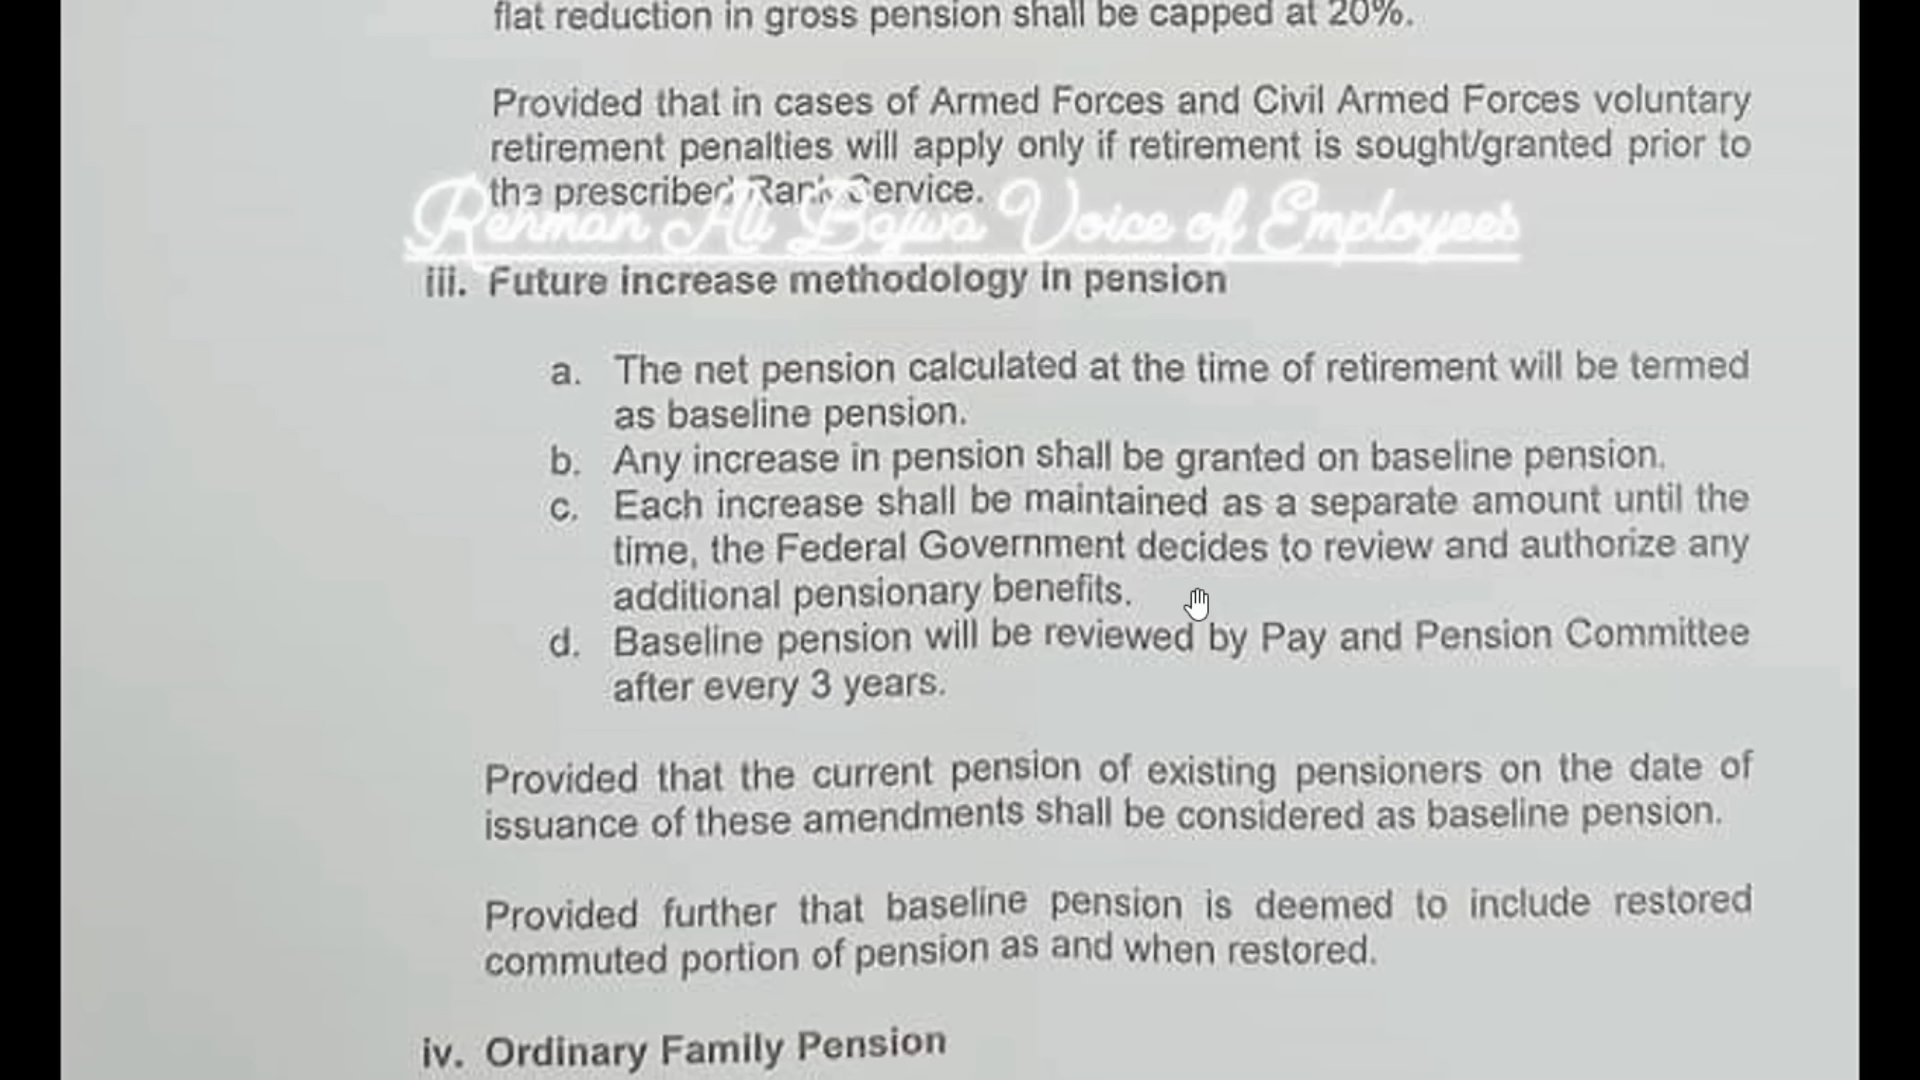 flat reduction in gross pension shall be capped at 20%.
Provided that in cases of Armed Forces and Civil Armed Forces voluntary
retirement penalties will apply only if retirement is sought/granted prior to
the prescribed Rank Service.
Rehman Ali Bajwa Voice of Employees
iii. Future increase methodology in pension
a. The net pension calculated at the time of retirement will be termed
as baseline pension.
b. Any increase in pension shall be granted on baseline pension.
c. Each increase shall be maintained as a separate amount until the
time, the Federal Government decides to review and authorize any
additional pensionary benefits.
d. Baseline pension will be reviewed by Pay and Pension Committee
after every 3 years.
Provided that the current pension of existing pensioners on the date of
issuance of these amendments shall be considered as baseline pension.
Provided further that baseline pension is deemed to include restored
commuted portion of pension as and when restored.
iv. Ordinary Family Pension